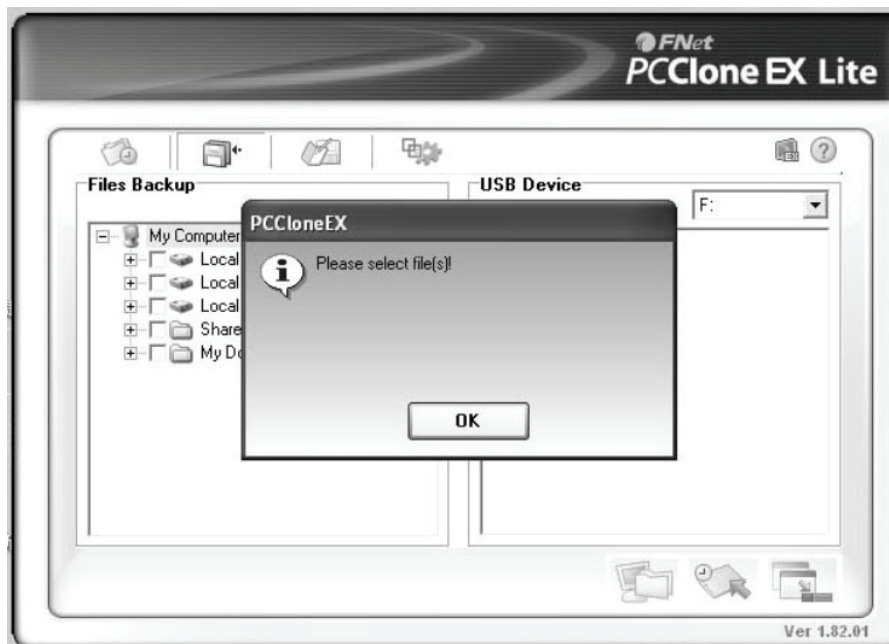 FNet
PCClone EX Lite
Files Backup
USB Device
F:
My Computer
Local
Local
Local
Share
My Do
PCCloneEX
Please select file(s)!
OK
Ver 1.82.01